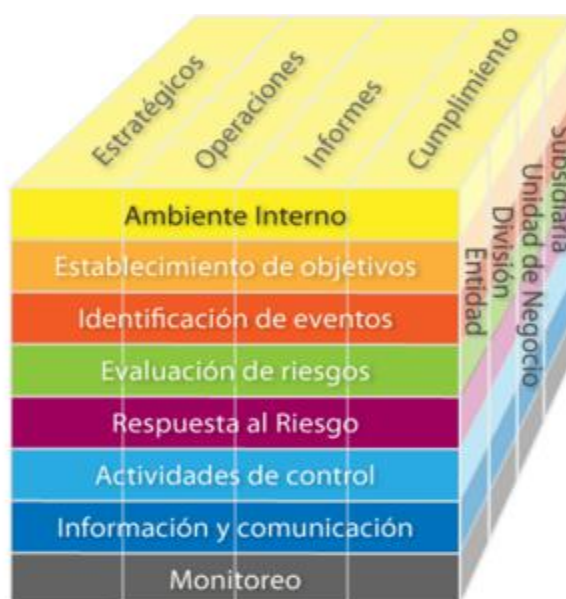 Estratégicos
Operaciones
Informes
Cumplimiento
Ambiente Interno
Establecimiento de objetivos
Identificación de eventos
Evaluación de riesgos
Respuesta al Riesgo
Actividades de control
Información y comunicación
Monitoreo
Entidad
División
Unidad de Negocio
Subsidiaria